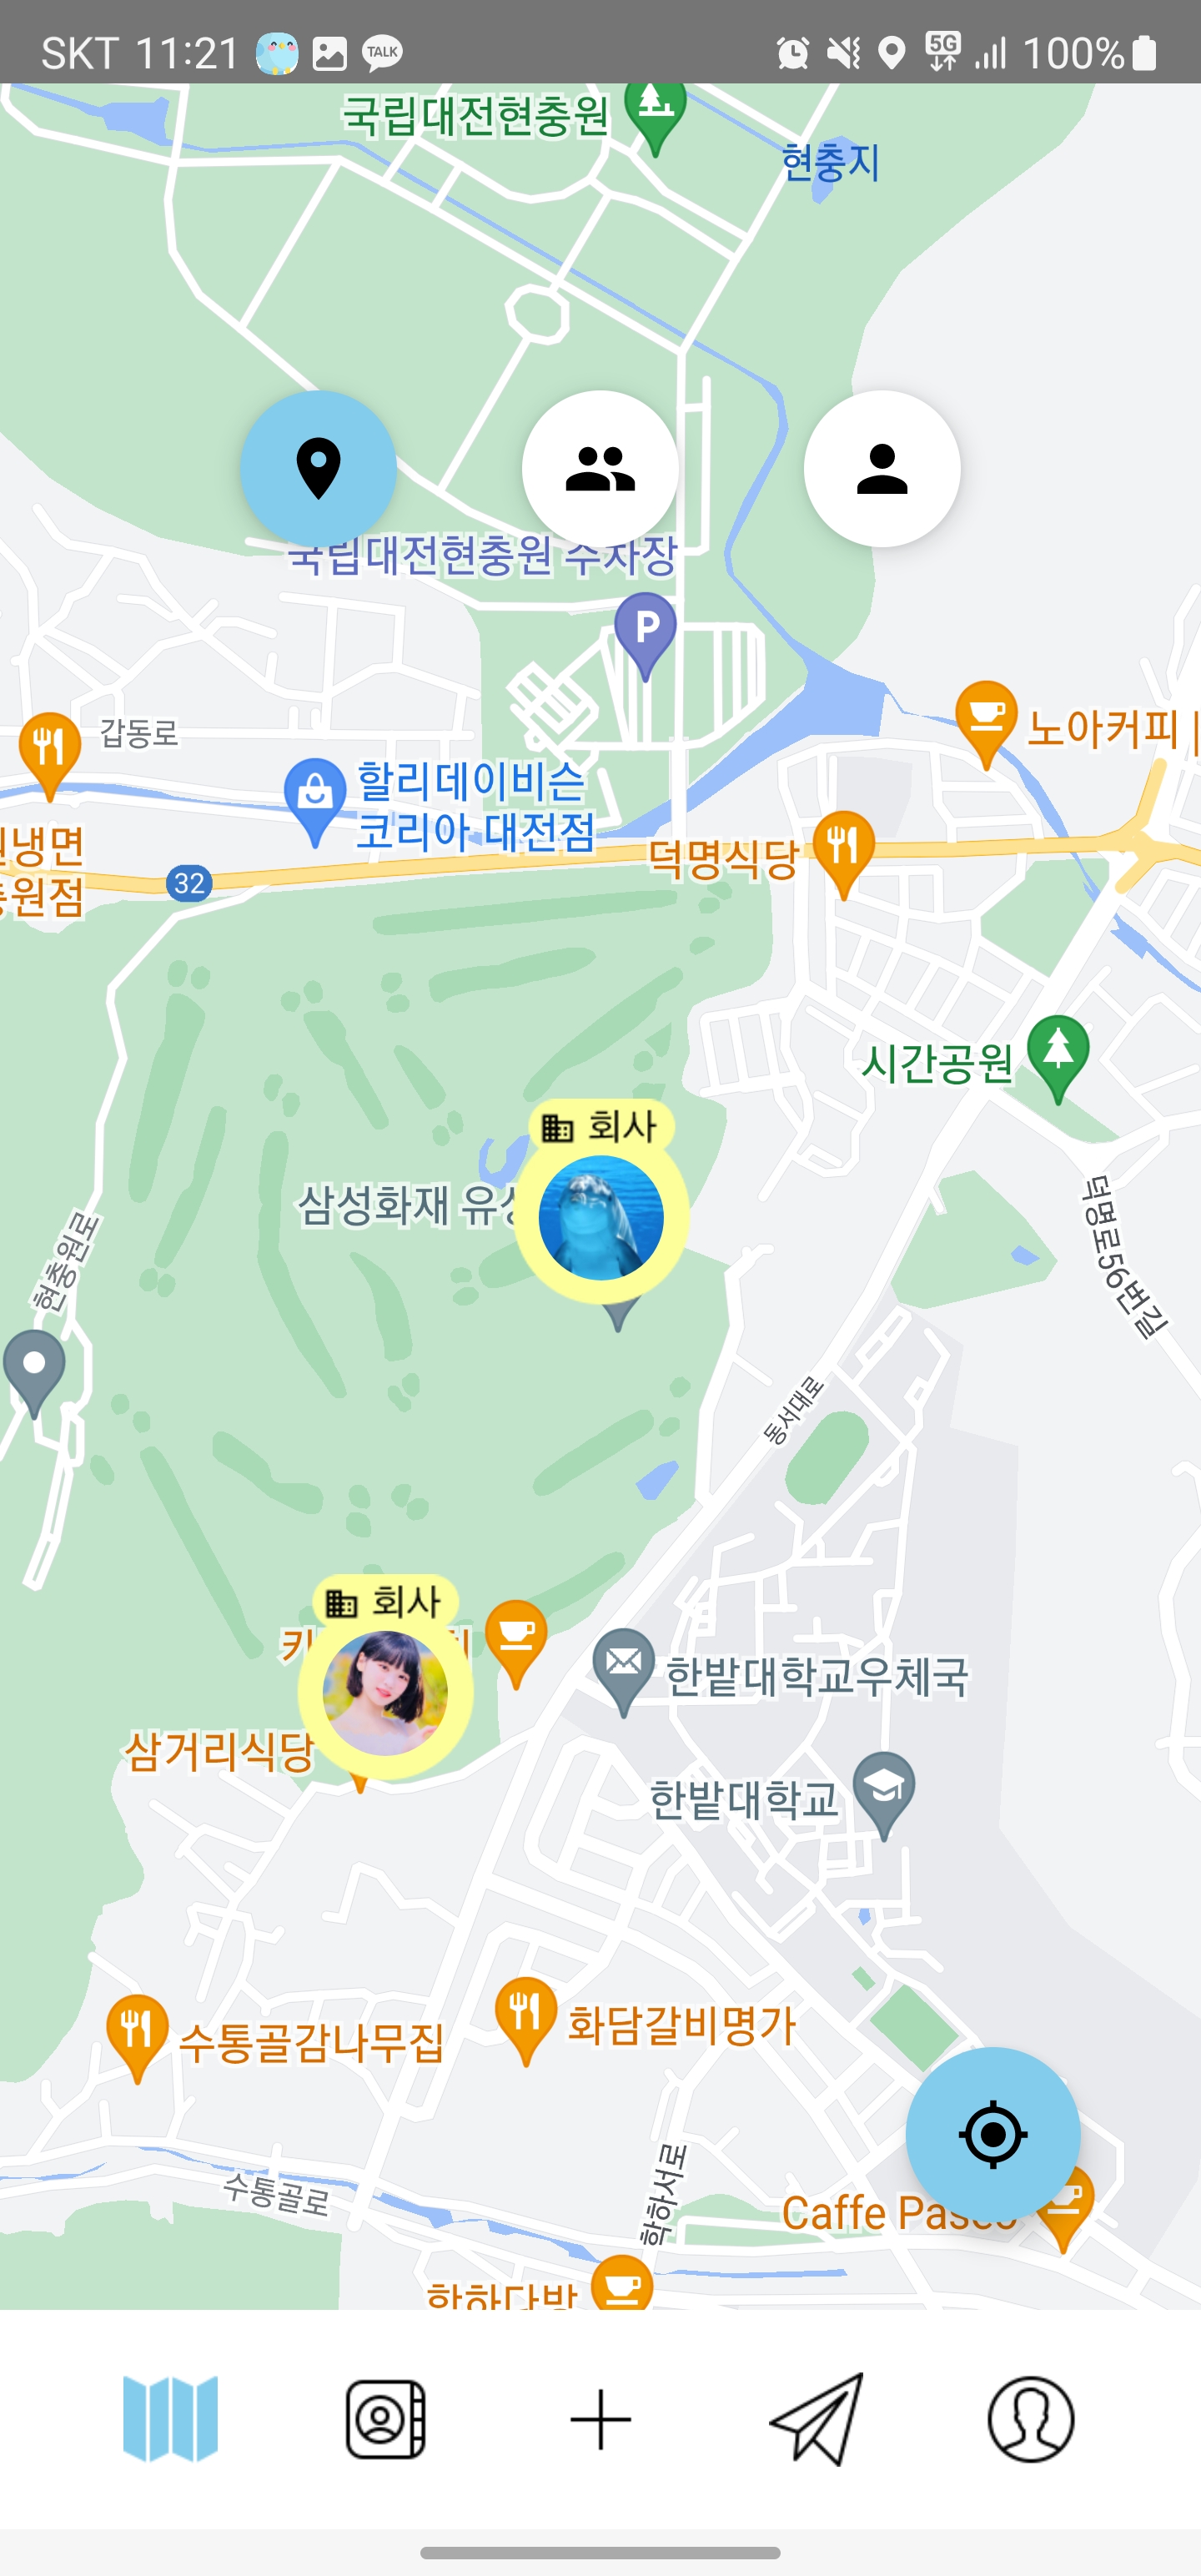 SKT 11:21
TALK
5G
100%
국립대전현충원
현충지
국립대전현충원 주차장
P
갑동로
노아커피 |
할리데이비슨
코리아 대전점
냉면
원점
덕명식당
32
시간공원
회사
삼성화재 유성
덕명로56번길
현충원로
동서대로
회사
키
한밭대학교우체국
삼거리식당
한밭대학교
수통골감나무집
화담갈비명가
수통골로
학하서로
Caffe Pascc
학하다방